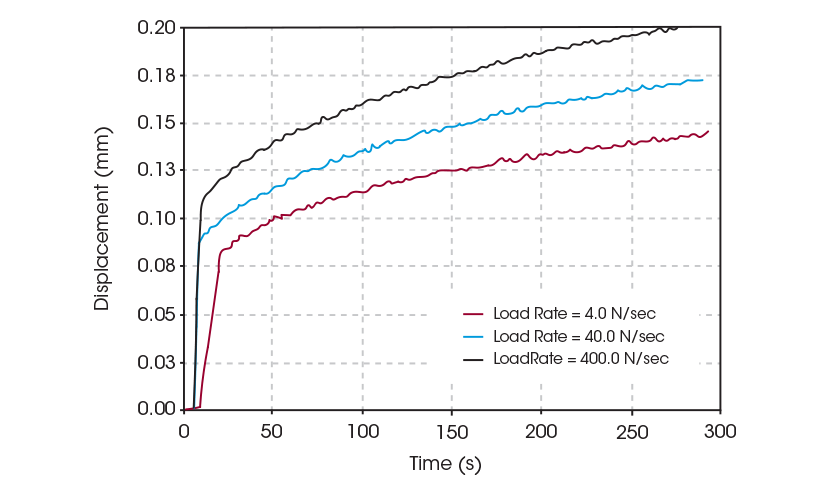 0.20
0.18
0.15
0.13
0.10
0.08
0.05
0.03
0.00
Displacement (mm)
Load Rate = 4.0 N/sec
Load Rate = 40.0 N/sec
LoadRate = 400.0 N/sec
0 50 100 150 200 250 300
Time (s)